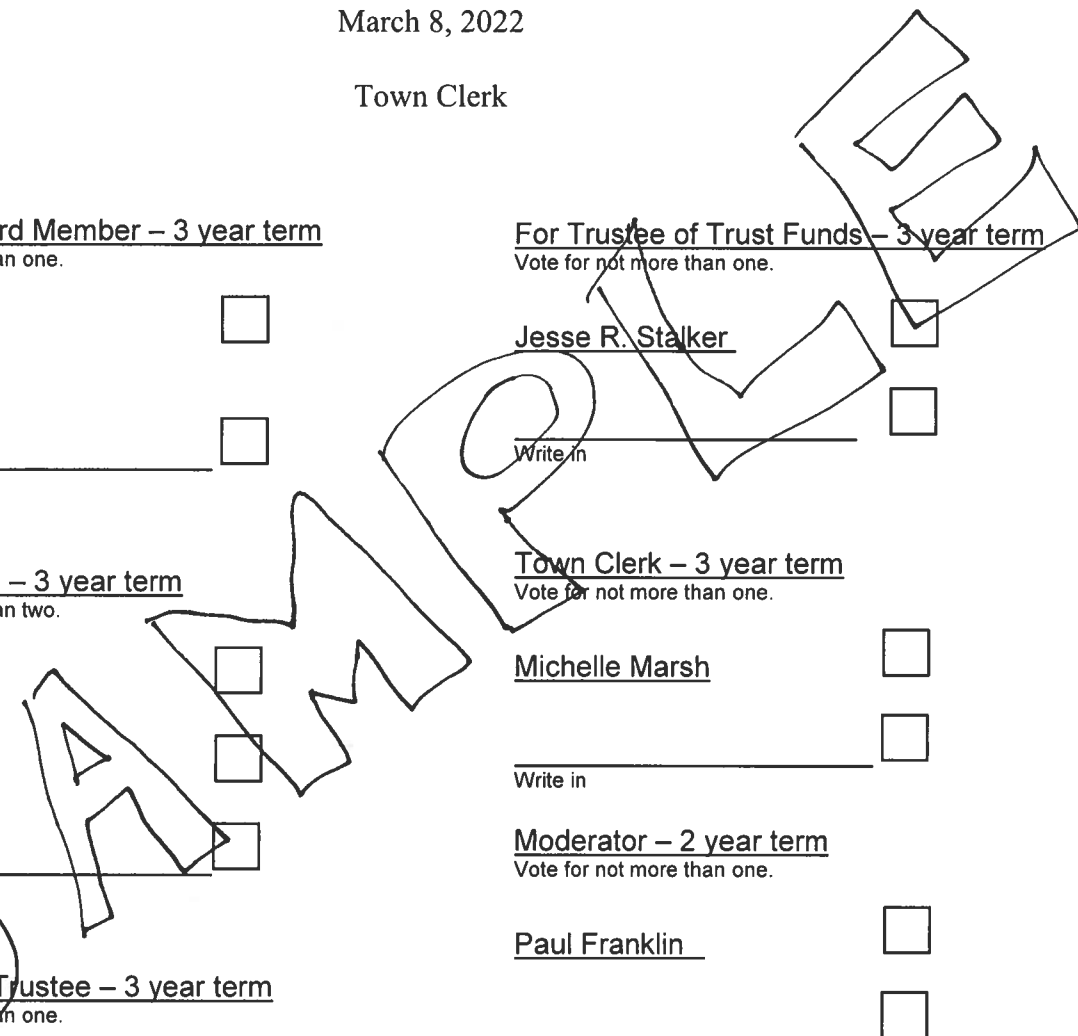 March 8, 2022
Town Clerk
rd Member – 3 year term
an one.
– 3 year term
an two.
Trustee – 3 year term
n one.
For Trustee of Trust Funds – 3 year term
Vote for not more than one.
Jesse R. Stalker
Write in
Town Clerk – 3 year term
Vote for not more than one.
Michelle Marsh
Write in
Moderator – 2 year term
Vote for not more than one.
Paul Franklin
AMPLE